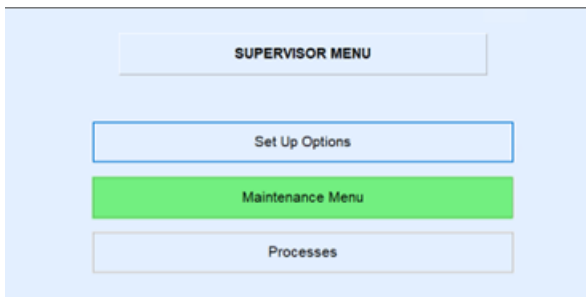 SUPERVISOR MENU
Set Up Options
Maintenance Menu
Processes